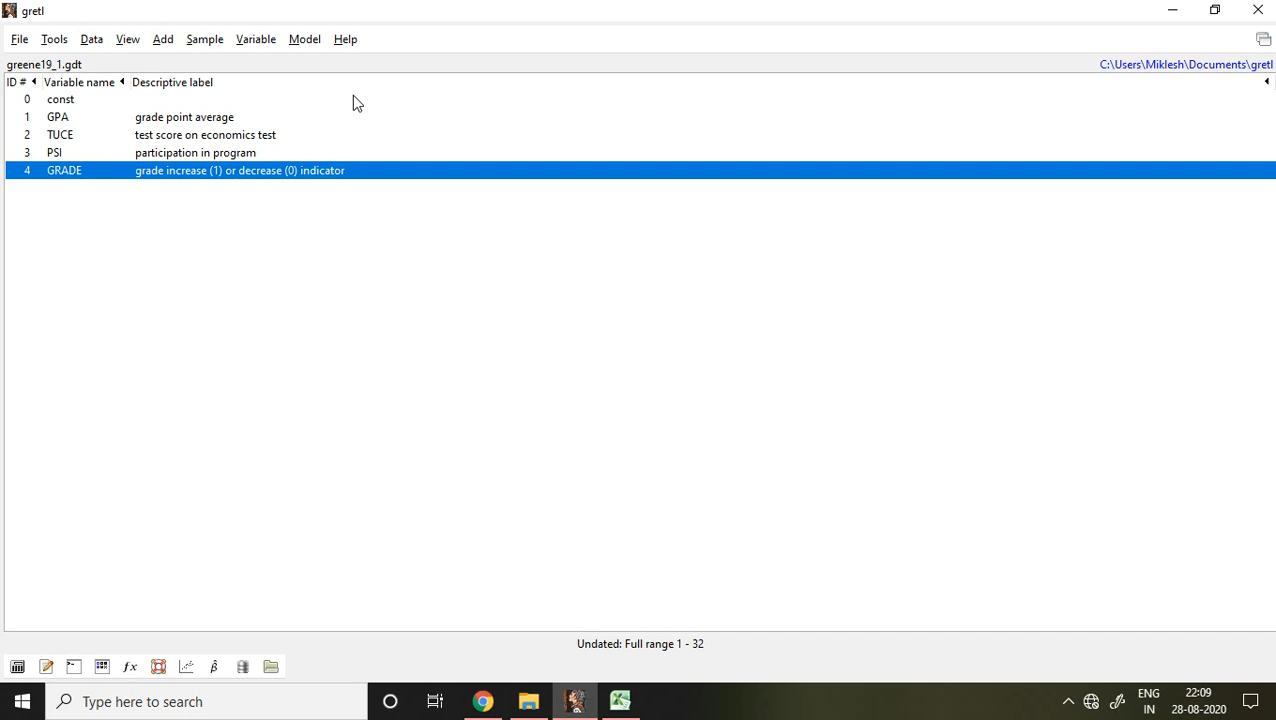 gretl
File Tools Data View Add Sample Variable Model Help
greene19_1.gdt C:\Users\Miklesh\Documents\gretl
ID # Variable name Descriptive label
0 const
1 GPA grade point average
2 TUCE test score on economics test
3 PSI participation in program
4 GRADE grade increase (1) or decrease (0) indicator
Undated: Full range 1 - 32
fx β̂
Type here to search
ENG 22:09
IN 28-08-2020